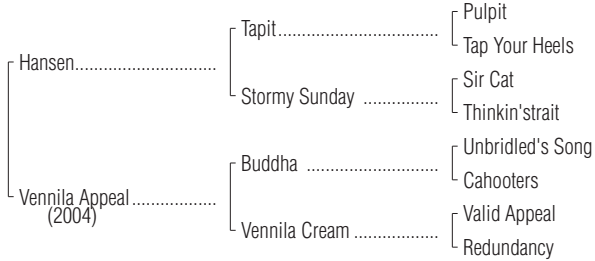 Pulpit
Tapit
Tap Your Heels
Hansen
Sir Cat
Stormy Sunday
Thinkin'strait
Unbridled's Song
Buddha
Cahooters
Vennila Appeal
(2004)
Valid Appeal
Vennila Cream
Redundancy